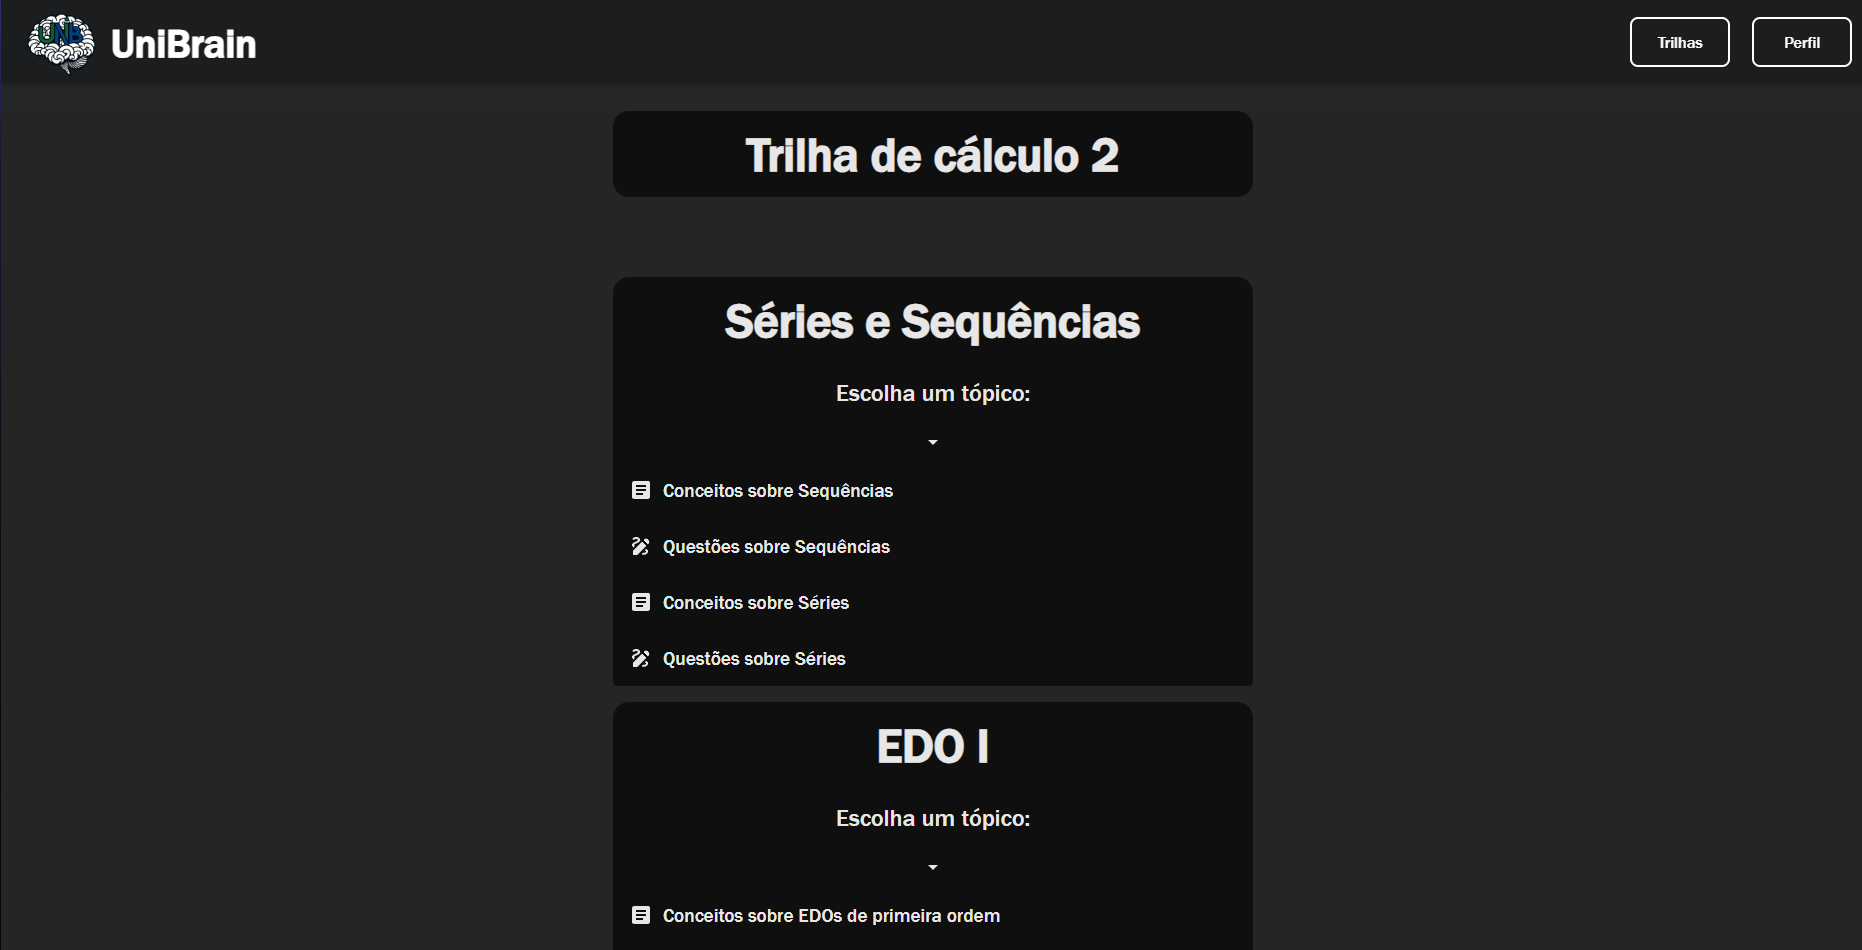 UNB
UniBrain
Trilhas
Perfil
Trilha de cálculo 2
Séries e Sequências
Escolha um tópico:
Conceitos sobre Sequências
Questões sobre Sequências
Conceitos sobre Séries
Questões sobre Séries
EDO I
Escolha um tópico:
Conceitos sobre EDOs de primeira ordem